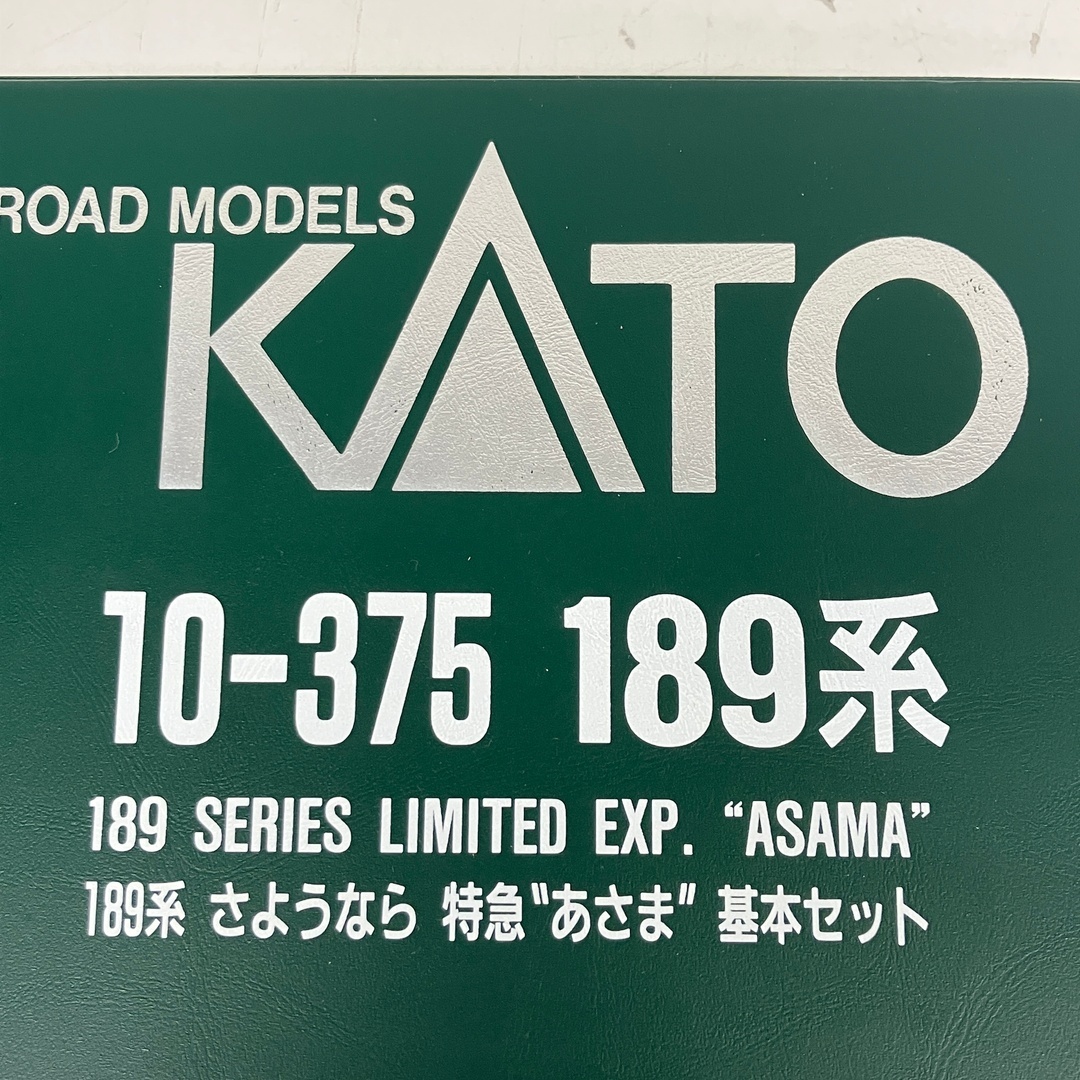 ROAD MODELS
KATO
10-375 189系
189 SERIES LIMITED EXP. “ASAMA”
189系 さようなら 特急"あさま" 基本セット